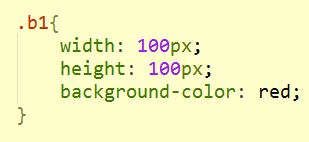 .b1{
    width: 100px;
    height: 100px;
    background-color: red;
}